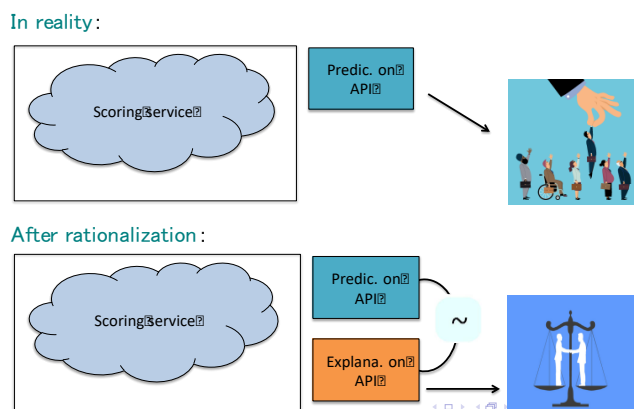 In reality:
Predic. on
API
Scoring service
After rationalization:
Predic. on
API
Scoring service
~
Explana. on
API